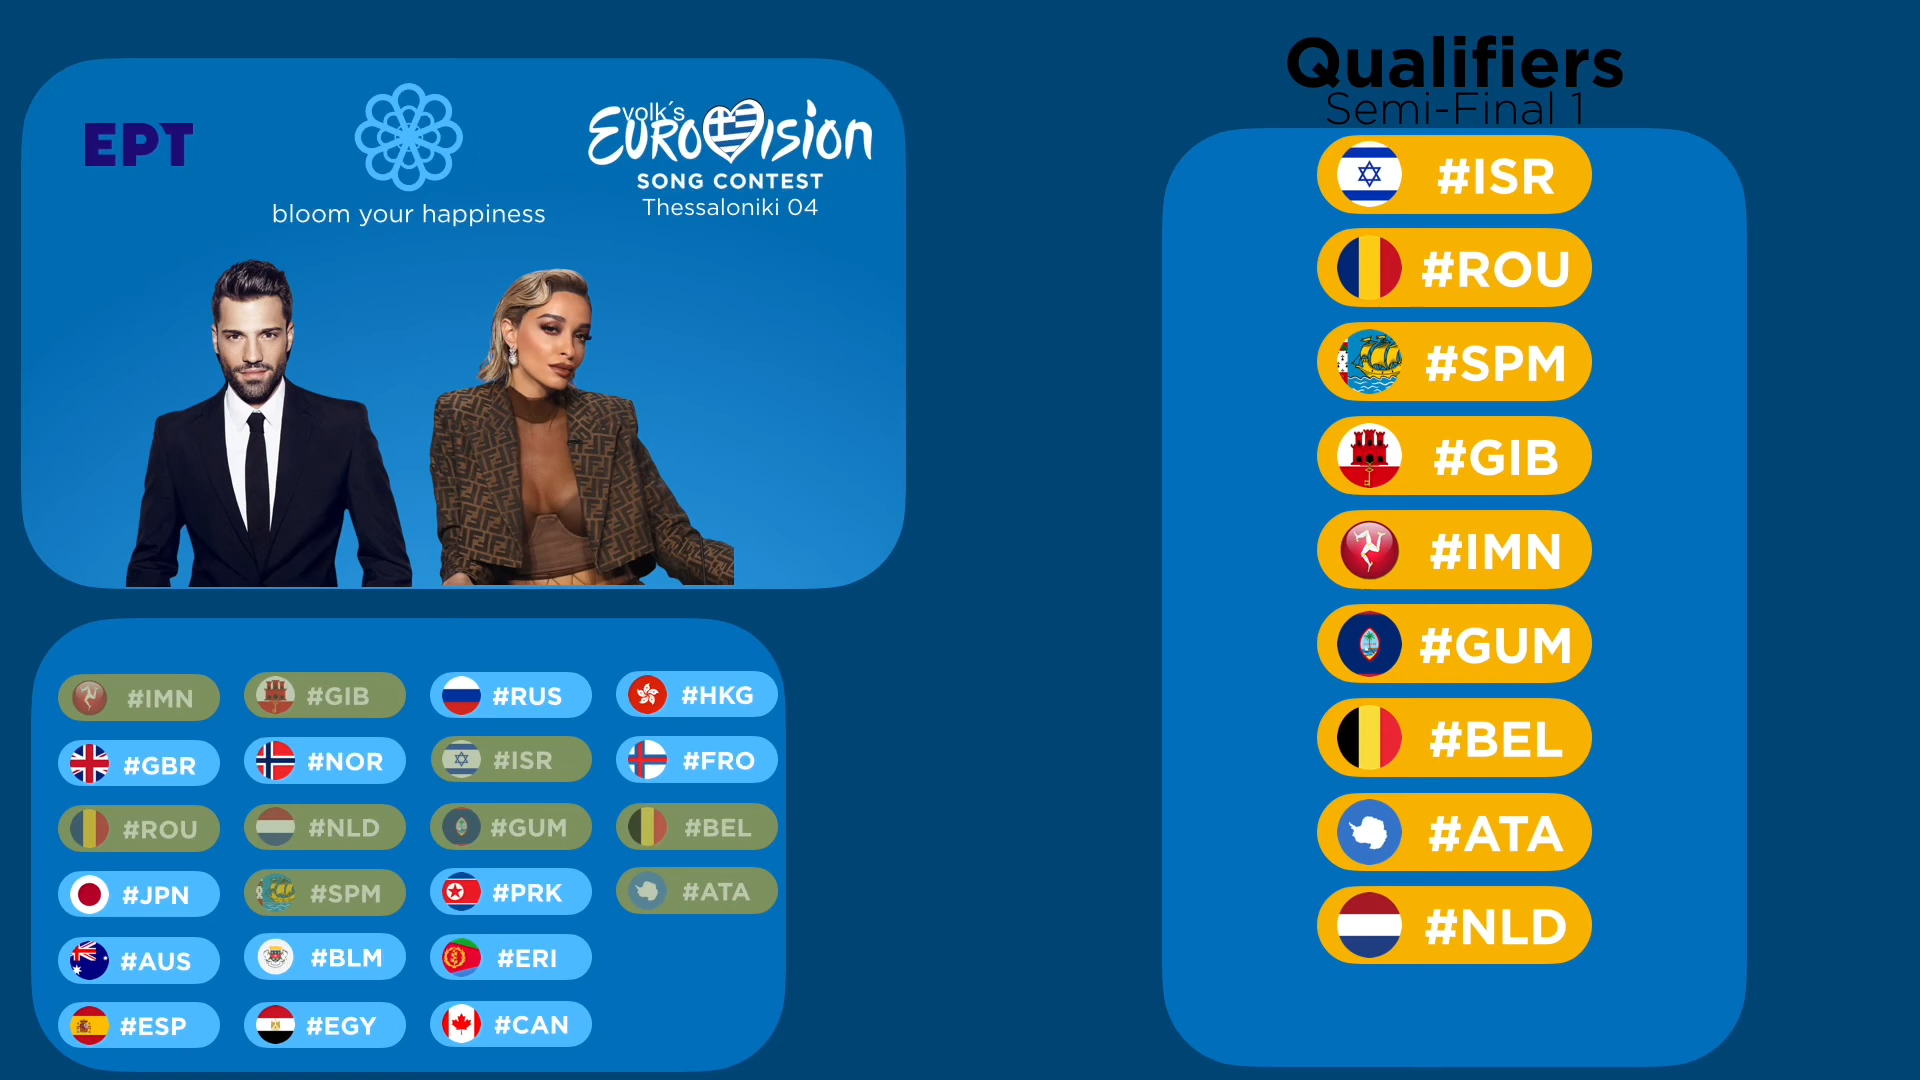 ΕΡΤ
bloom your happiness
volk´s
EUROVISION
SONG CONTEST
Thessaloniki 04
#IMN
#GIB
#RUS
#HKG
#GBR
#NOR
#ISR
#FRO
#ROU
#NLD
#GUM
#BEL
#JPN
#SPM
#PRK
#ATA
#AUS
#BLM
#ERI
#ESP
#EGY
#CAN
Qualifiers
Semi-Final 1
#ISR
#ROU
#SPM
#GIB
#IMN
#GUM
#BEL
#ATA
#NLD